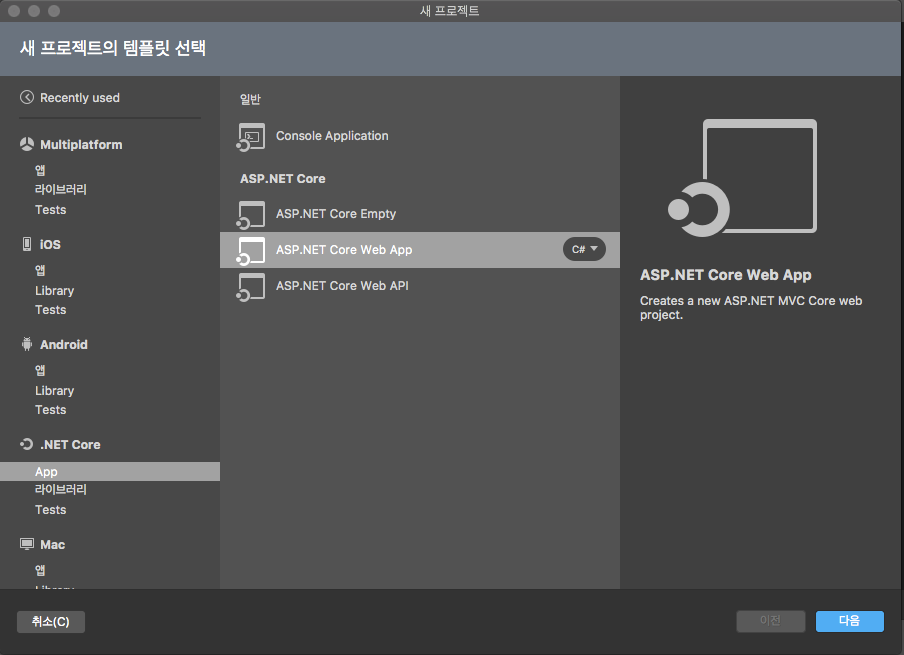 새 프로젝트
새 프로젝트의 템플릿 선택
Recently used
Multiplatform
앱
라이브러리
Tests
iOS
앱
Library
Tests
Android
앱
Library
Tests
.NET Core
App
라이브러리
Tests
Mac
앱
Library
일반
Console Application
ASP.NET Core
ASP.NET Core Empty
ASP.NET Core Web App
C#
ASP.NET Core Web API
ASP.NET Core Web App
Creates a new ASP.NET MVC Core web
project.
취소(C)
이전
다음